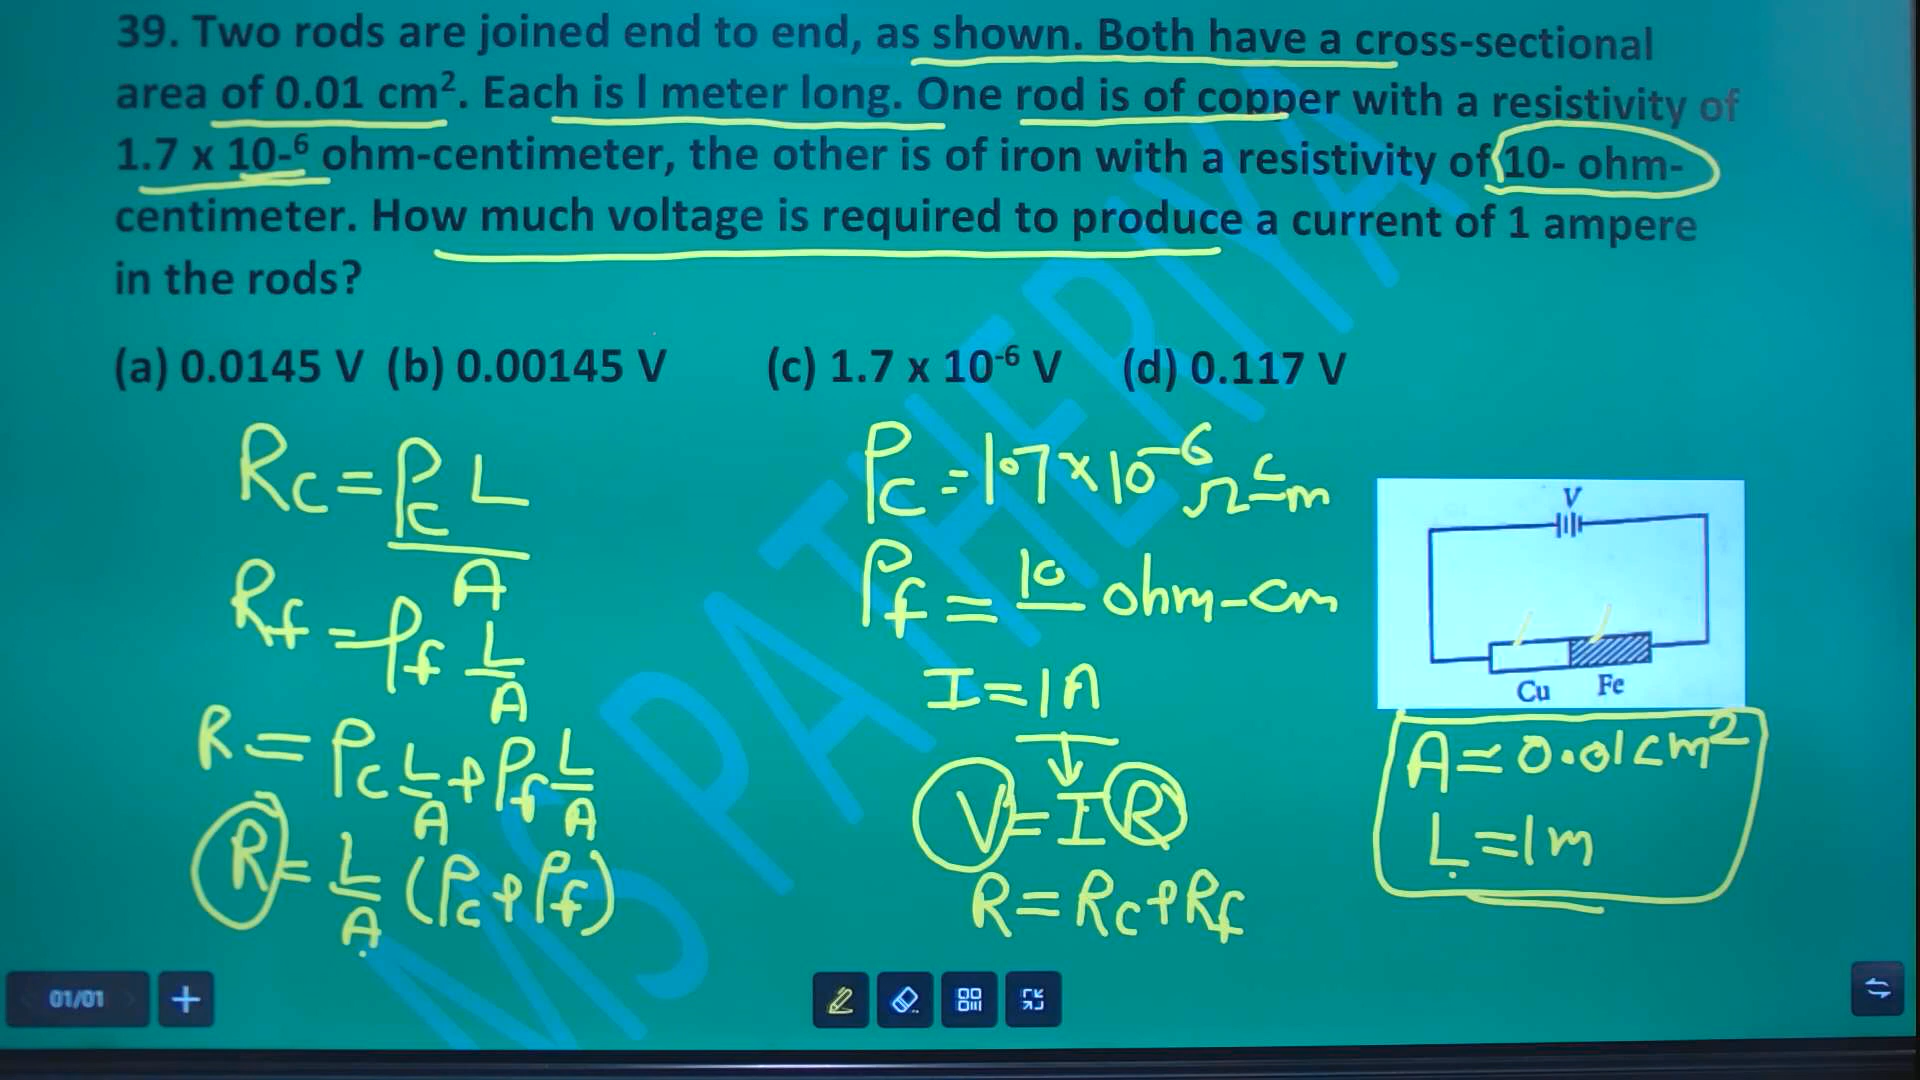 39. Two rods are joined end to end, as shown. Both have a cross-sectional
area of 0.01 cm². Each is l meter long. One rod is of copper with a resistivity of
1.7 x 10-⁶ ohm-centimeter, the other is of iron with a resistivity of 10- ohm-
centimeter. How much voltage is required to produce a current of 1 ampere
in the rods?
(a) 0.0145 V (b) 0.00145 V (c) 1.7 x 10⁻⁶ V (d) 0.117 V
Rc = ρc L / A
Rf = ρf L/A
R = ρc L/A + ρf L/A
R = L/A (ρc + ρf)
ρc = 1.7 × 10⁻⁶ Ω cm
ρf = 10 ohm-cm
I = 1A
V = IR
R = Rc + Rf
V
Cu Fe
A = 0.01 cm²
L = 1m
MS PATHERIYA
01/01